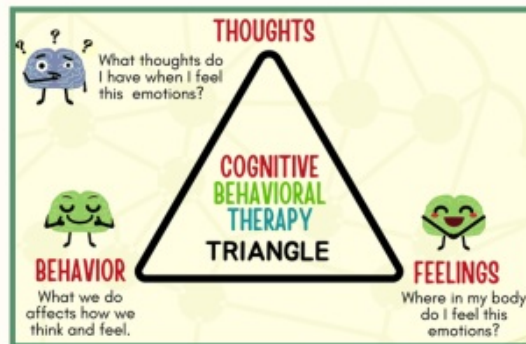 THOUGHTS
? ? ?
What thoughts do
I have when I feel
this emotions?
COGNITIVE
BEHAVIORAL
THERAPY
TRIANGLE
BEHAVIOR
What we do
affects how we
think and feel.
FEELINGS
Where in my body
do I feel this
emotions?